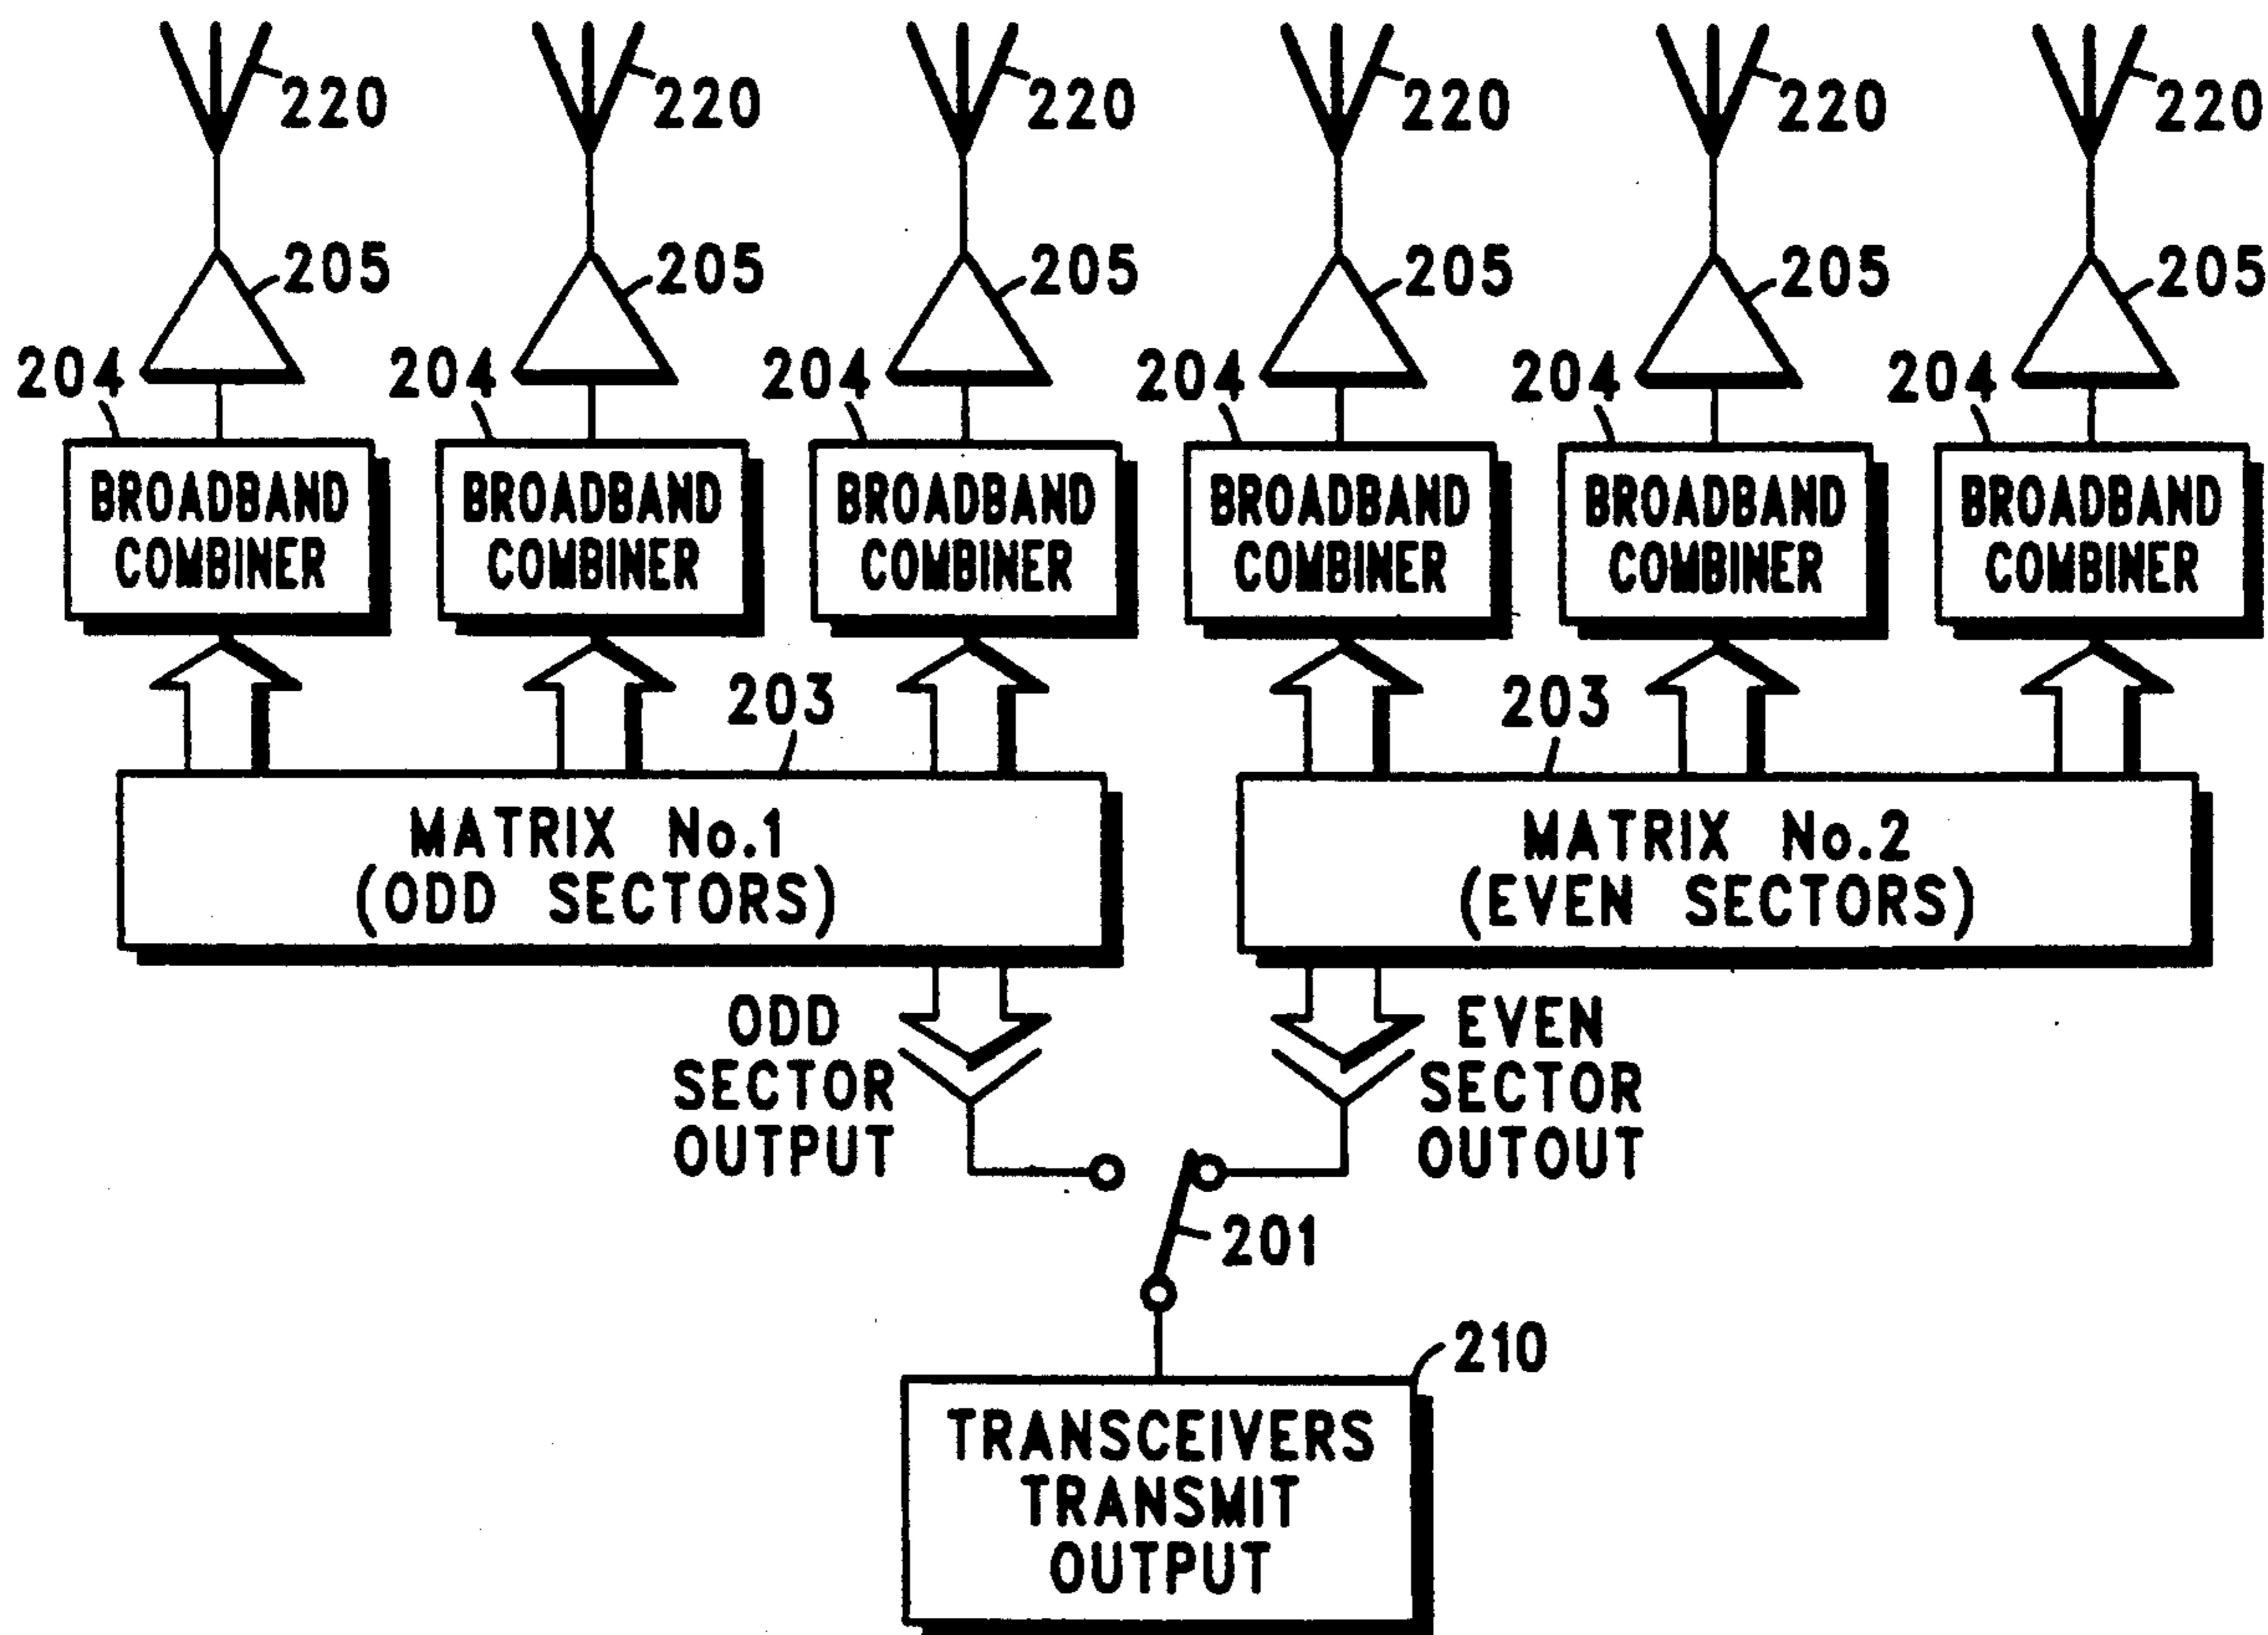 220 220 220 220 220 220
205 205 205 205 205 205
204 204 204 204 204 204
BROADBAND COMBINER
BROADBAND COMBINER
BROADBAND COMBINER
BROADBAND COMBINER
BROADBAND COMBINER
BROADBAND COMBINER
203 203
MATRIX No.1
(ODD SECTORS)
MATRIX No.2
(EVEN SECTORS)
ODD
SECTOR
OUTPUT
EVEN
SECTOR
OUTOUT
201
210
TRANSCEIVERS
TRANSMIT
OUTPUT